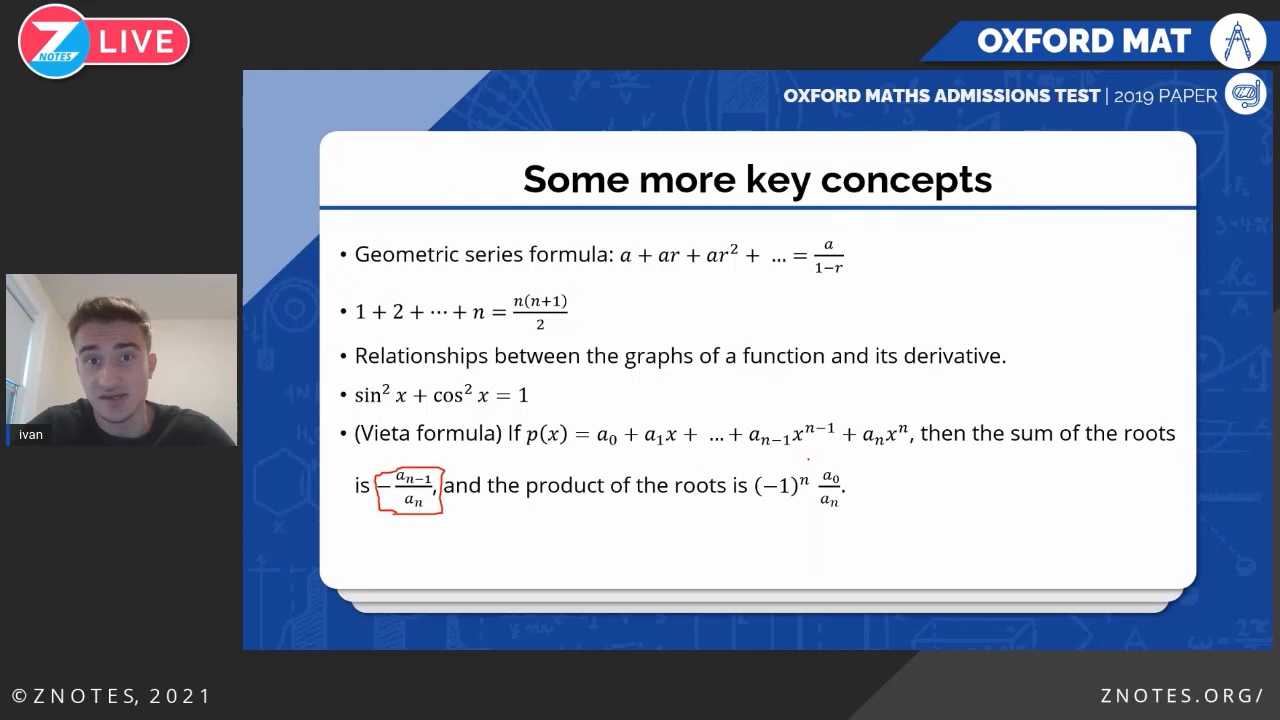 Z NOTES LIVE
OXFORD MAT
OXFORD MATHS ADMISSIONS TEST | 2019 PAPER
Some more key concepts
• Geometric series formula: a + ar + ar² + … = a/(1−r)
• 1 + 2 + ⋯ + n = n(n+1)/2
• Relationships between the graphs of a function and its derivative.
• sin² x + cos² x = 1
• (Vieta formula) If p(x) = a₀ + a₁x + … + aₙ₋₁xⁿ⁻¹ + aₙxⁿ, then the sum of the roots
is −aₙ₋₁/aₙ, and the product of the roots is (−1)ⁿ a₀/aₙ.
ivan
© ZNOTES, 2021
ZNOTES.ORG/